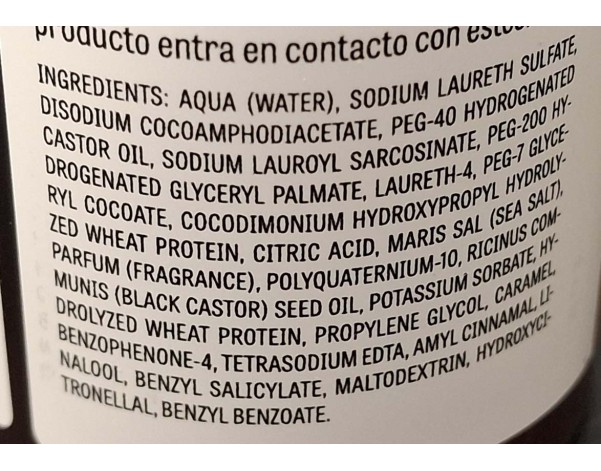 producto entra en contacto con
INGREDIENTS: AQUA (WATER), SODIUM LAURETH SULFATE,
DISODIUM COCOAMPHODIACETATE, PEG-40 HYDROGENATED
CASTOR OIL, SODIUM LAUROYL SARCOSINATE, PEG-200 HY-
DROGENATED GLYCERYL PALMATE, LAURETH-4, PEG-7 GLYCE-
RYL COCOATE, COCODIMONIUM HYDROXYPROPYL HYDROLY-
ZED WHEAT PROTEIN, CITRIC ACID, MARIS SAL (SEA SALT),
PARFUM (FRAGRANCE), POLYQUATERNIUM-10, RICINUS COM-
MUNIS (BLACK CASTOR) SEED OIL, POTASSIUM SORBATE, HY-
DROLYZED WHEAT PROTEIN, PROPYLENE GLYCOL, CARAMEL,
BENZOPHENONE-4, TETRASODIUM EDTA, AMYL CINNAMAL, LI-
NALOOL, BENZYL SALICYLATE, MALTODEXTRIN, HYDROXYCI-
TRONELLAL, BENZYL BENZOATE.